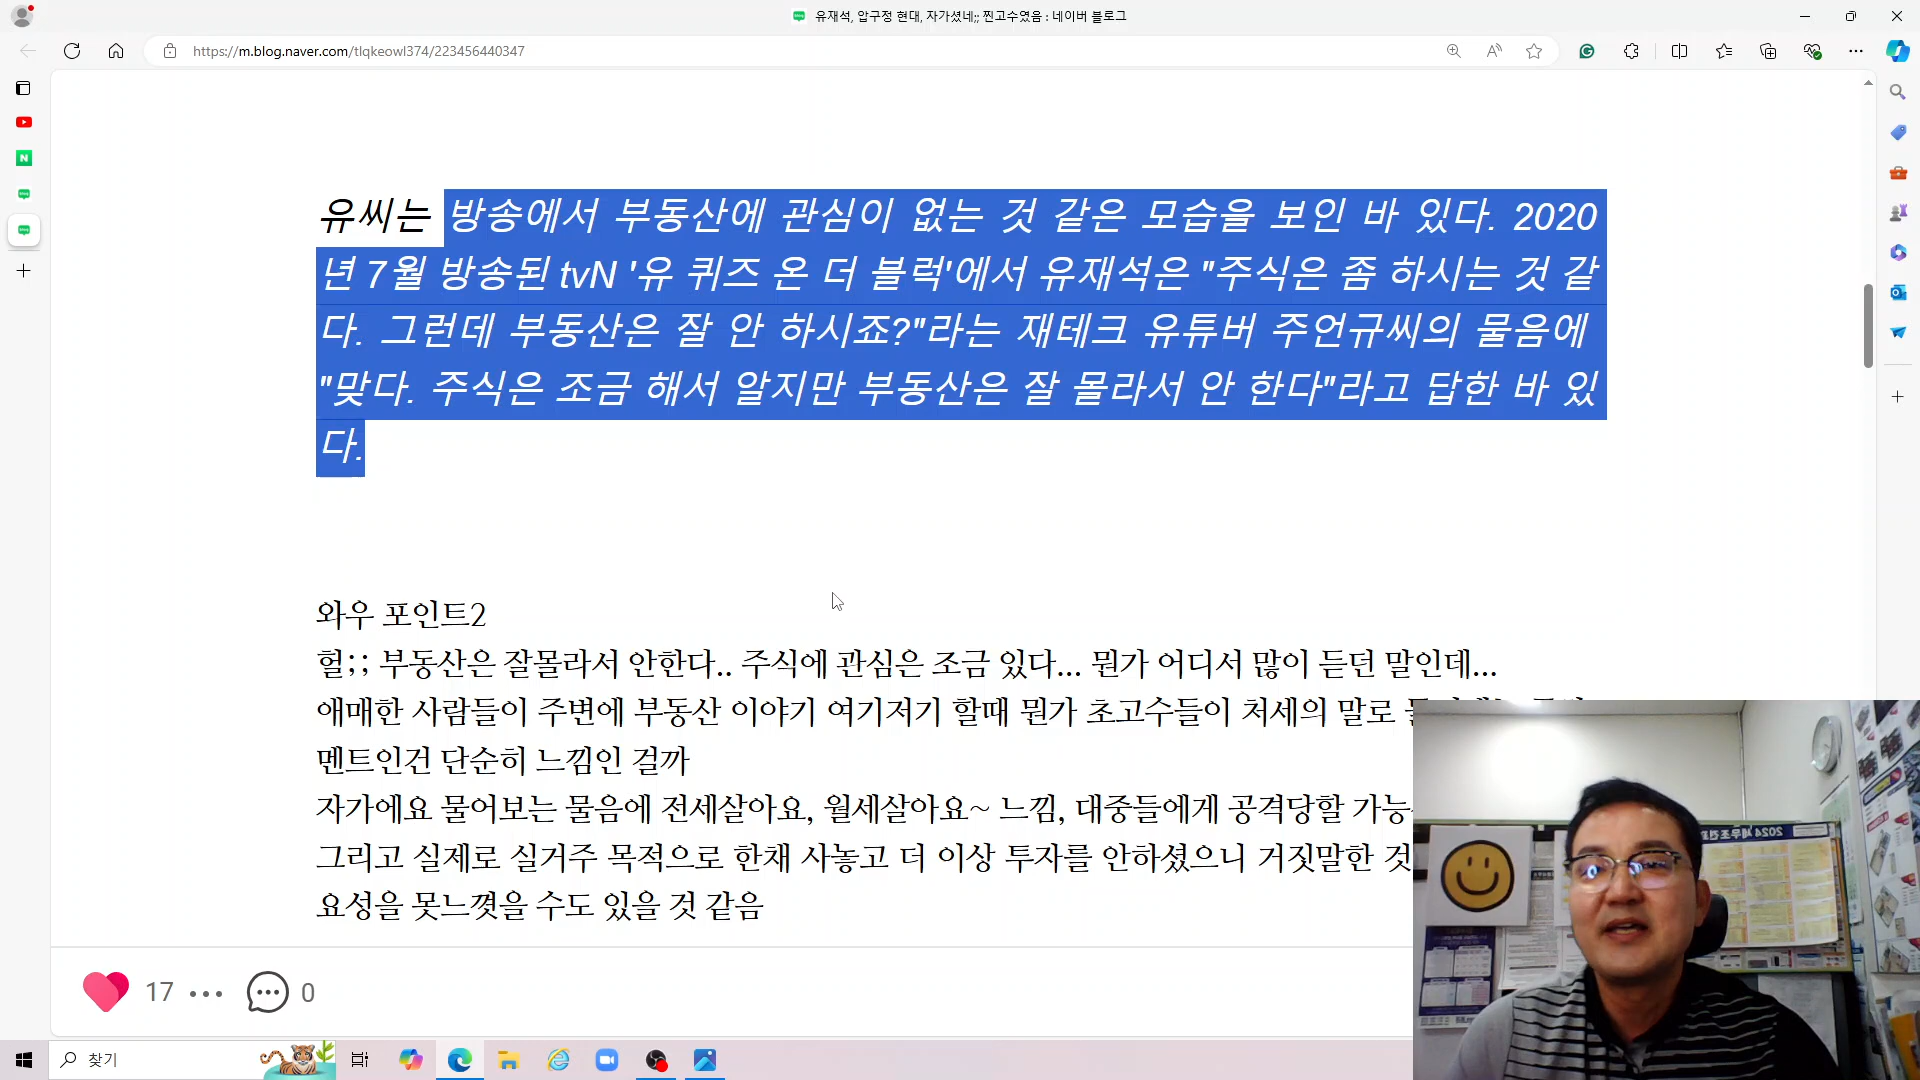 유재석, 압구정 현대, 자가셨네;; 찐고수였음 : 네이버 블로그
https://m.blog.naver.com/tlqkeowl374/223456440347
유씨는 방송에서 부동산에 관심이 없는 것 같은 모습을 보인 바 있다. 2020
년 7월 방송된 tvN '유 퀴즈 온 더 블럭'에서 유재석은 "주식은 좀 하시는 것 같
다. 그런데 부동산은 잘 안 하시죠?"라는 재테크 유튜버 주언규씨의 물음에
"맞다. 주식은 조금 해서 알지만 부동산은 잘 몰라서 안 한다"라고 답한 바 있
다.
와우 포인트2
헐;; 부동산은 잘몰라서 안한다.. 주식에 관심은 조금 있다... 뭔가 어디서 많이 듣던 말인데...
애매한 사람들이 주변에 부동산 이야기 여기저기 할때 뭔가 초고수들이 처세의 말로
멘트인건 단순히 느낌인 걸까
자가에요 물어보는 물음에 전세살아요, 월세살아요~ 느낌, 대중들에게 공격당할
그리고 실제로 실거주 목적으로 한채 사놓고 더 이상 투자를 안하셨으니 거짓말한 것
요성을 못느꼇을 수도 있을 것 같음
17
0
찾기
2024